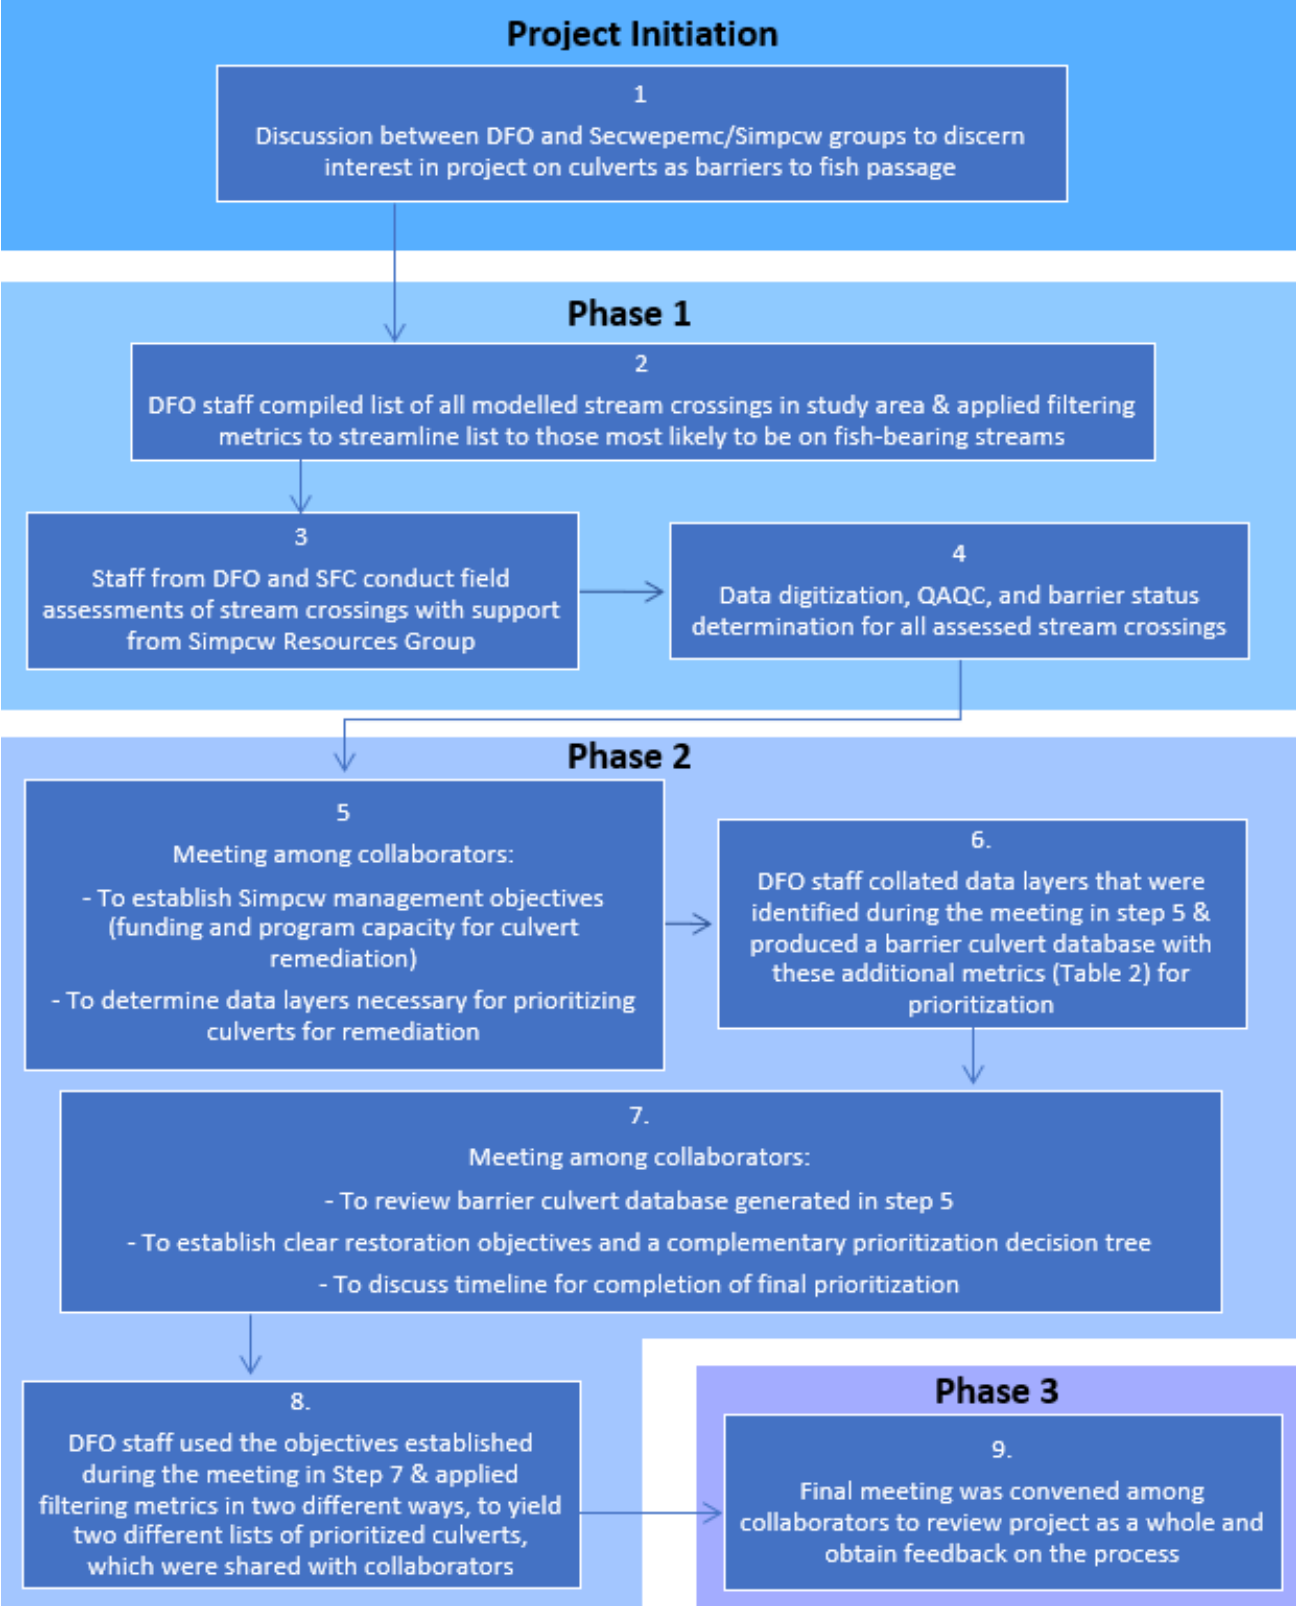 Project Initiation
1
Discussion between DFO and Secwepemc/Simpcw groups to discern
interest in project on culverts as barriers to fish passage
Phase 1
2
DFO staff compiled list of all modelled stream crossings in study area & applied filtering
metrics to streamline list to those most likely to be on fish-bearing streams
3
Staff from DFO and SFC conduct field
assessments of stream crossings with support
from Simpcw Resources Group
4
Data digitization, QAQC, and barrier status
determination for all assessed stream crossings
Phase 2
5
Meeting among collaborators:
- To establish Simpcw management objectives
(funding and program capacity for culvert
remediation)
- To determine data layers necessary for prioritizing
culverts for remediation
6.
DFO staff collated data layers that were
identified during the meeting in step 5 &
produced a barrier culvert database with
these additional metrics (Table 2) for
prioritization
7.
Meeting among collaborators:
- To review barrier culvert database generated in step 5
- To establish clear restoration objectives and a complementary prioritization decision tree
- To discuss timeline for completion of final prioritization
8.
DFO staff used the objectives established
during the meeting in Step 7 & applied
filtering metrics in two different ways, to yield
two different lists of prioritized culverts,
which were shared with collaborators
Phase 3
9.
Final meeting was convened among
collaborators to review project as a whole and
obtain feedback on the process